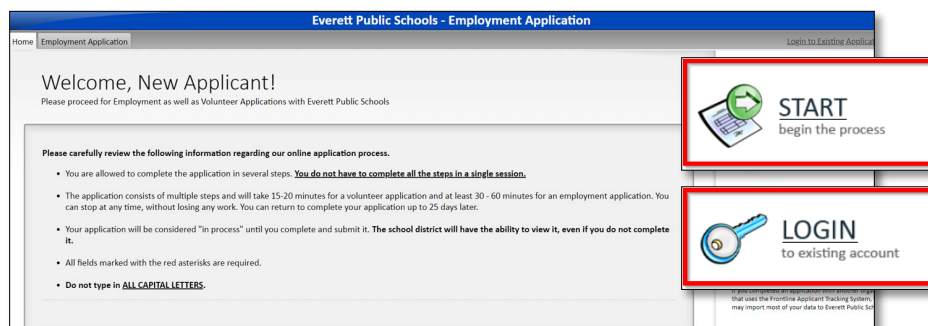 Everett Public Schools - Employment Application
Home Employment Application Login to Existing
Welcome, New Applicant!
Please proceed for Employment as well as Volunteer Applications with Everett Public Schools
START
begin the process
Please carefully review the following information regarding our online application process.
• You are allowed to complete the application in several steps. You do not have to complete all the steps in a single session.
• The application consists of multiple steps and will take 15-20 minutes for a volunteer application and at least 30 - 60 minutes for an employment application. You
can stop at any time, without losing any work. You can return to complete your application up to 25 days later.
• Your application will be considered "in process" until you complete and submit it. The school district will have the ability to view it, even if you do not complete
it.
• All fields marked with the red asterisks are required.
• Do not type in ALL CAPITAL LETTERS.
LOGIN
to existing account
If you completed an application with another
that uses the Frontline Applicant Tracking System,
may import most of your data to Everett Public